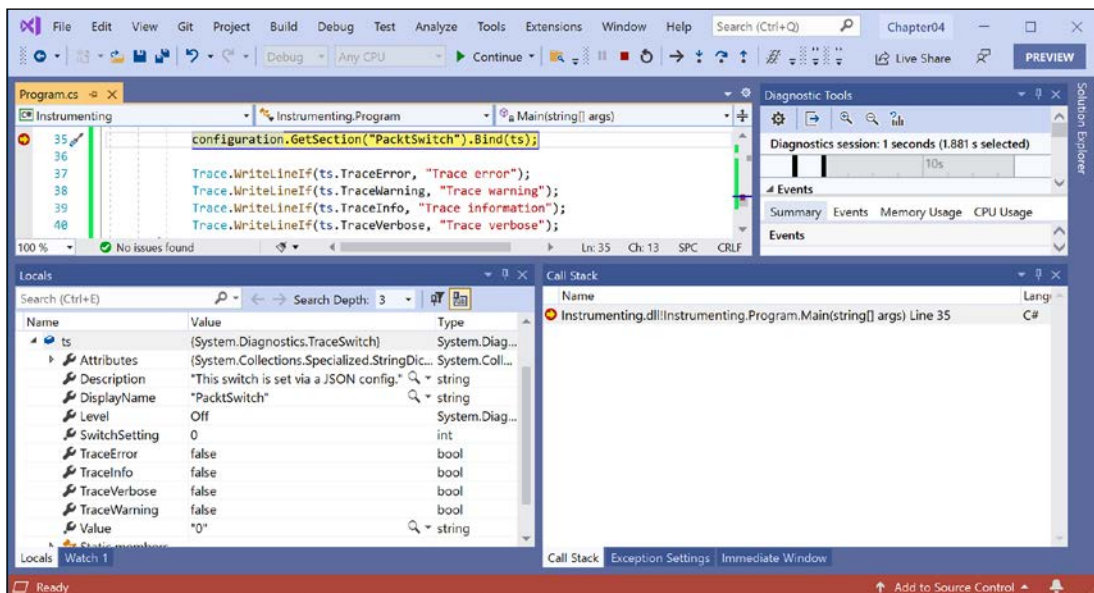 File Edit View Git Project Build Debug Test Analyze Tools Extensions Window Help Search (Ctrl+Q) Chapter04
Debug Any CPU Continue Live Share PREVIEW
Program.cs
Instrumenting Instrumenting.Program Main(string[] args)
35 configuration.GetSection("PacktSwitch").Bind(ts);
36
37 Trace.WriteLineIf(ts.TraceError, "Trace error");
38 Trace.WriteLineIf(ts.TraceWarning, "Trace warning");
39 Trace.WriteLineIf(ts.TraceInfo, "Trace information");
40 Trace.WriteLineIf(ts.TraceVerbose, "Trace verbose");
100 % No issues found Ln: 35 Ch: 13 SPC CRLF
Diagnostic Tools
Diagnostics session: 1 seconds (1.881 s selected)
10s
Events
Summary Events Memory Usage CPU Usage
Events
Solution Explorer
Locals
Search (Ctrl+E) Search Depth: 3
Name Value Type
ts {System.Diagnostics.TraceSwitch} System.Diag...
Attributes {System.Collections.Specialized.StringDic... System.Coll...
Description "This switch is set via a JSON config." string
DisplayName "PacktSwitch" string
Level Off System.Diag...
SwitchSetting 0 int
TraceError false bool
TraceInfo false bool
TraceVerbose false bool
TraceWarning false bool
Value "0" string
Static members
Locals Watch 1
Call Stack
Name Lang
Instrumenting.dll!Instrumenting.Program.Main(string[] args) Line 35 C#
Call Stack Exception Settings Immediate Window
Ready Add to Source Control